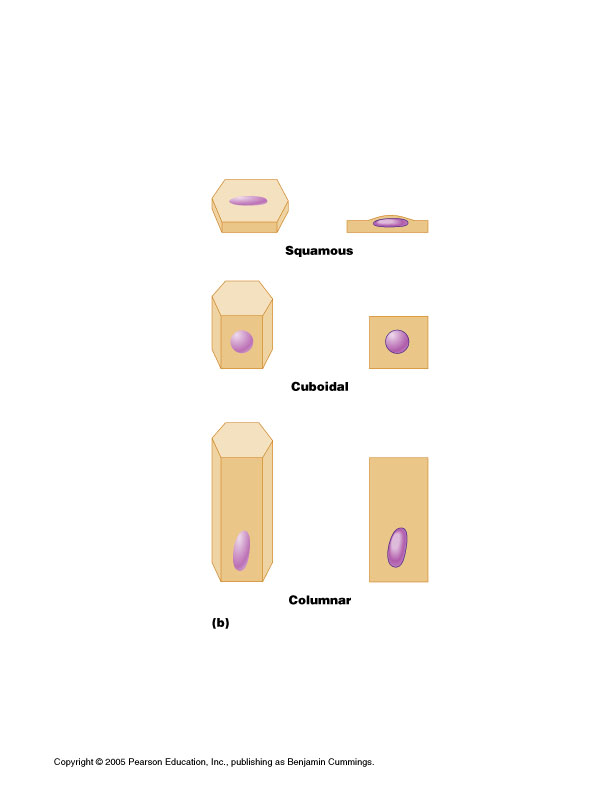 Squamous
Cuboidal
Columnar
(b)
Copyright © 2005 Pearson Education, Inc., publishing as Benjamin Cummings.